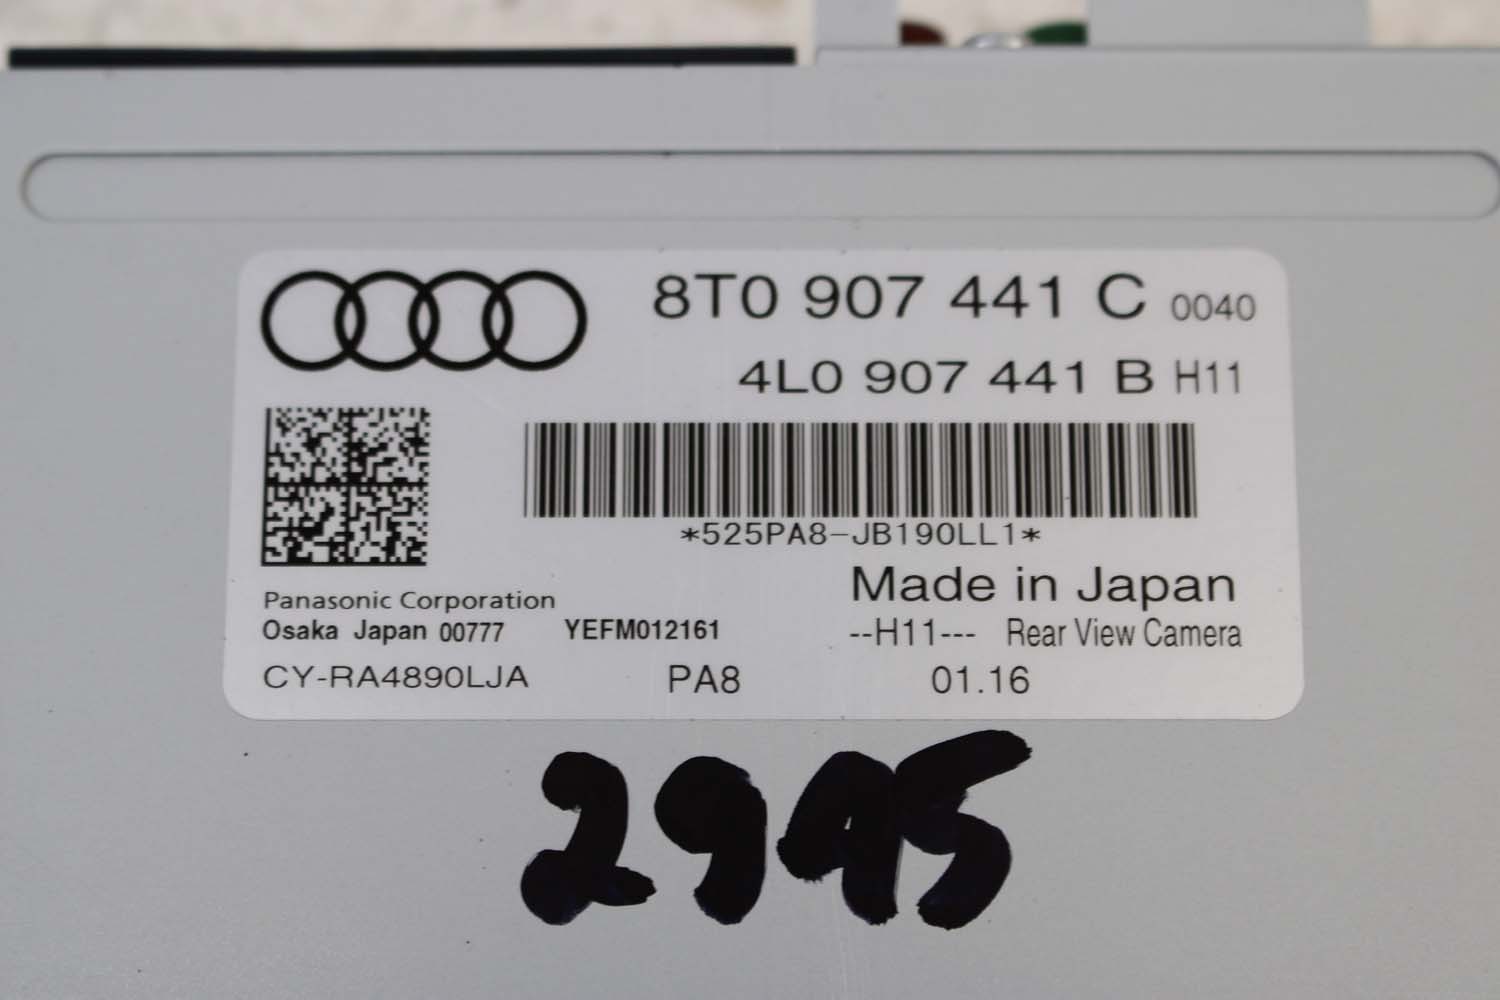 8T0 907 441 C 0040
4L0 907 441 B H11
*525PA8-JB190LL1*
Made in Japan
Panasonic Corporation
Osaka Japan 00777 YEFM012161 --H11--- Rear View Camera
CY-RA4890LJA PA8 01.16
2945